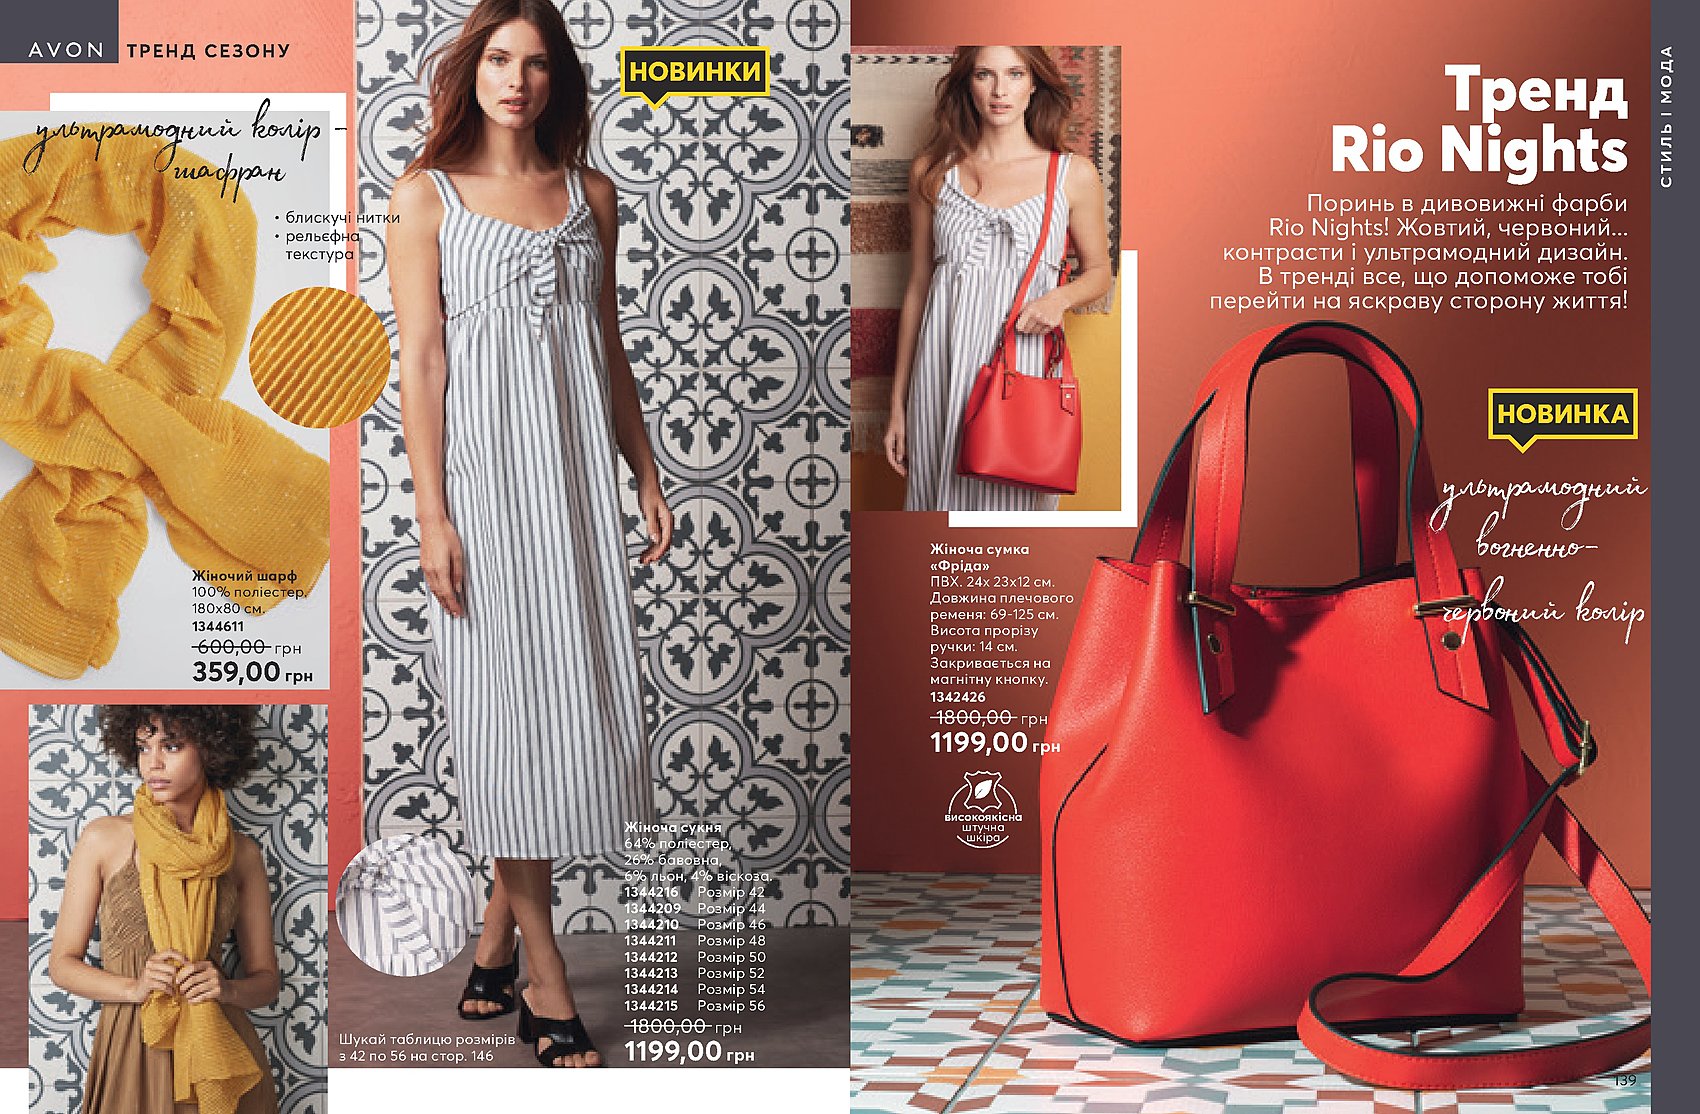 AVON ТРЕНД СЕЗОНУ
ультрамодний колір –
шафран
• блискучі нитки
• рельєфна
текстура
Жіночий шарф
100% поліестер.
180х80 см.
1344611
600,00 грн
359,00 грн
НОВИНКИ
Жіноча сукня
64% поліестер,
26% бавовна,
6% льон, 4% віскоза.
1344216 Розмір 42
1344209 Розмір 44
1344210 Розмір 46
1344211 Розмір 48
1344212 Розмір 50
1344213 Розмір 52
1344214 Розмір 54
1344215 Розмір 56
1800,00 грн
1199,00 грн
Шукай таблицю розмірів
з 42 по 56 на стор. 146
Тренд
Rio Nights
Поринь в дивовижні фарби
Rio Nights! Жовтий, червоний...
контрасти і ультрамодний дизайн.
В тренді все, що допоможе тобі
перейти на яскраву сторону життя!
НОВИНКА
ультрамодний
вогненно–
червоний колір
Жіноча сумка
«Фріда»
ПВХ. 24х 23х12 см.
Довжина плечового
ременя: 69-125 см.
Висота прорізу
ручки: 14 см.
Закривається на
магнітну кнопку.
1342426
1800,00 грн
1199,00 грн
високоякісна
штучна
шкіра
СТИЛЬ І МОДА
139